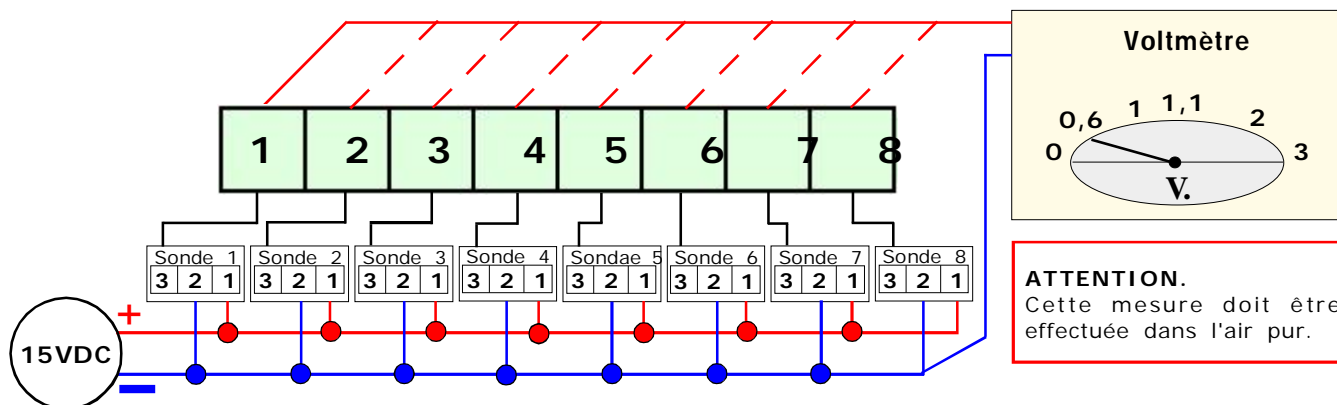 Voltmètre
0 0,6 1 1,1 2 3
V.
1 2 3 4 5 6 7 8
Sonde 1 Sonde 2 Sonde 3 Sonde 4 Sondae 5 Sonde 6 Sonde 7 Sonde 8
3 2 1 3 2 1 3 2 1 3 2 1 3 2 1 3 2 1 3 2 1 3 2 1
+
15VDC
–
ATTENTION.
Cette mesure doit être
effectuée dans l'air pur.